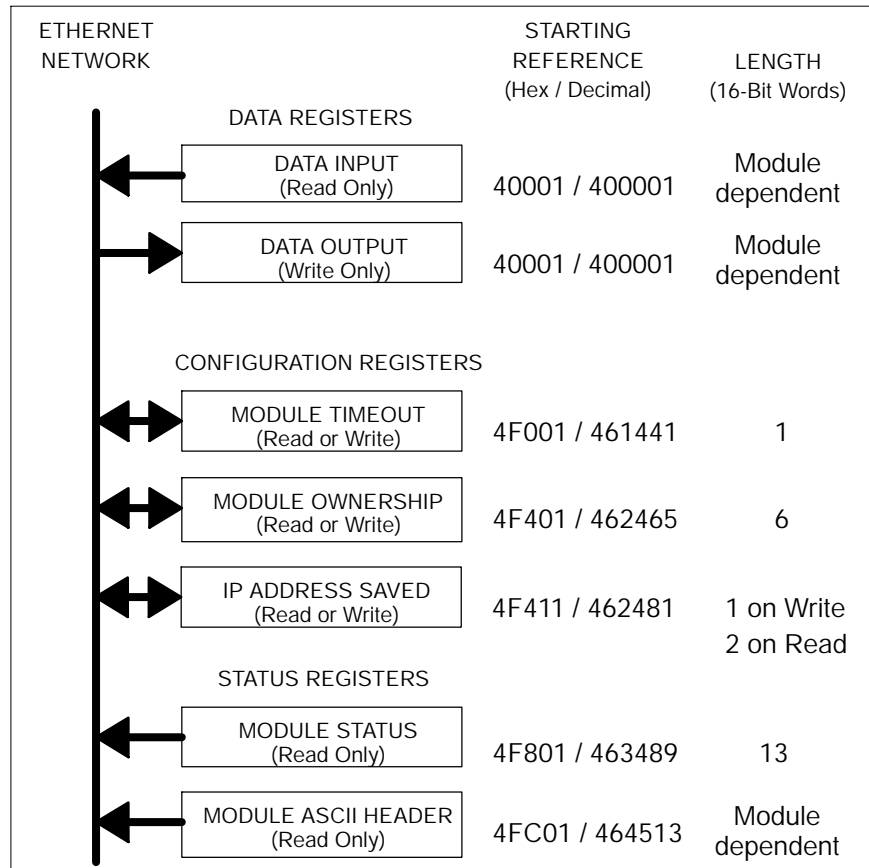 ETHERNET
NETWORK
STARTING
REFERENCE
(Hex / Decimal)
LENGTH
(16-Bit Words)
DATA REGISTERS
DATA INPUT
(Read Only)
40001 / 400001
Module
dependent
DATA OUTPUT
(Write Only)
40001 / 400001
Module
dependent
CONFIGURATION REGISTERS
MODULE TIMEOUT
(Read or Write)
4F001 / 461441
1
MODULE OWNERSHIP
(Read or Write)
4F401 / 462465
6
IP ADDRESS SAVED
(Read or Write)
4F411 / 462481
1 on Write
2 on Read
STATUS REGISTERS
MODULE STATUS
(Read Only)
4F801 / 463489
13
MODULE ASCII HEADER
(Read Only)
4FC01 / 464513
Module
dependent